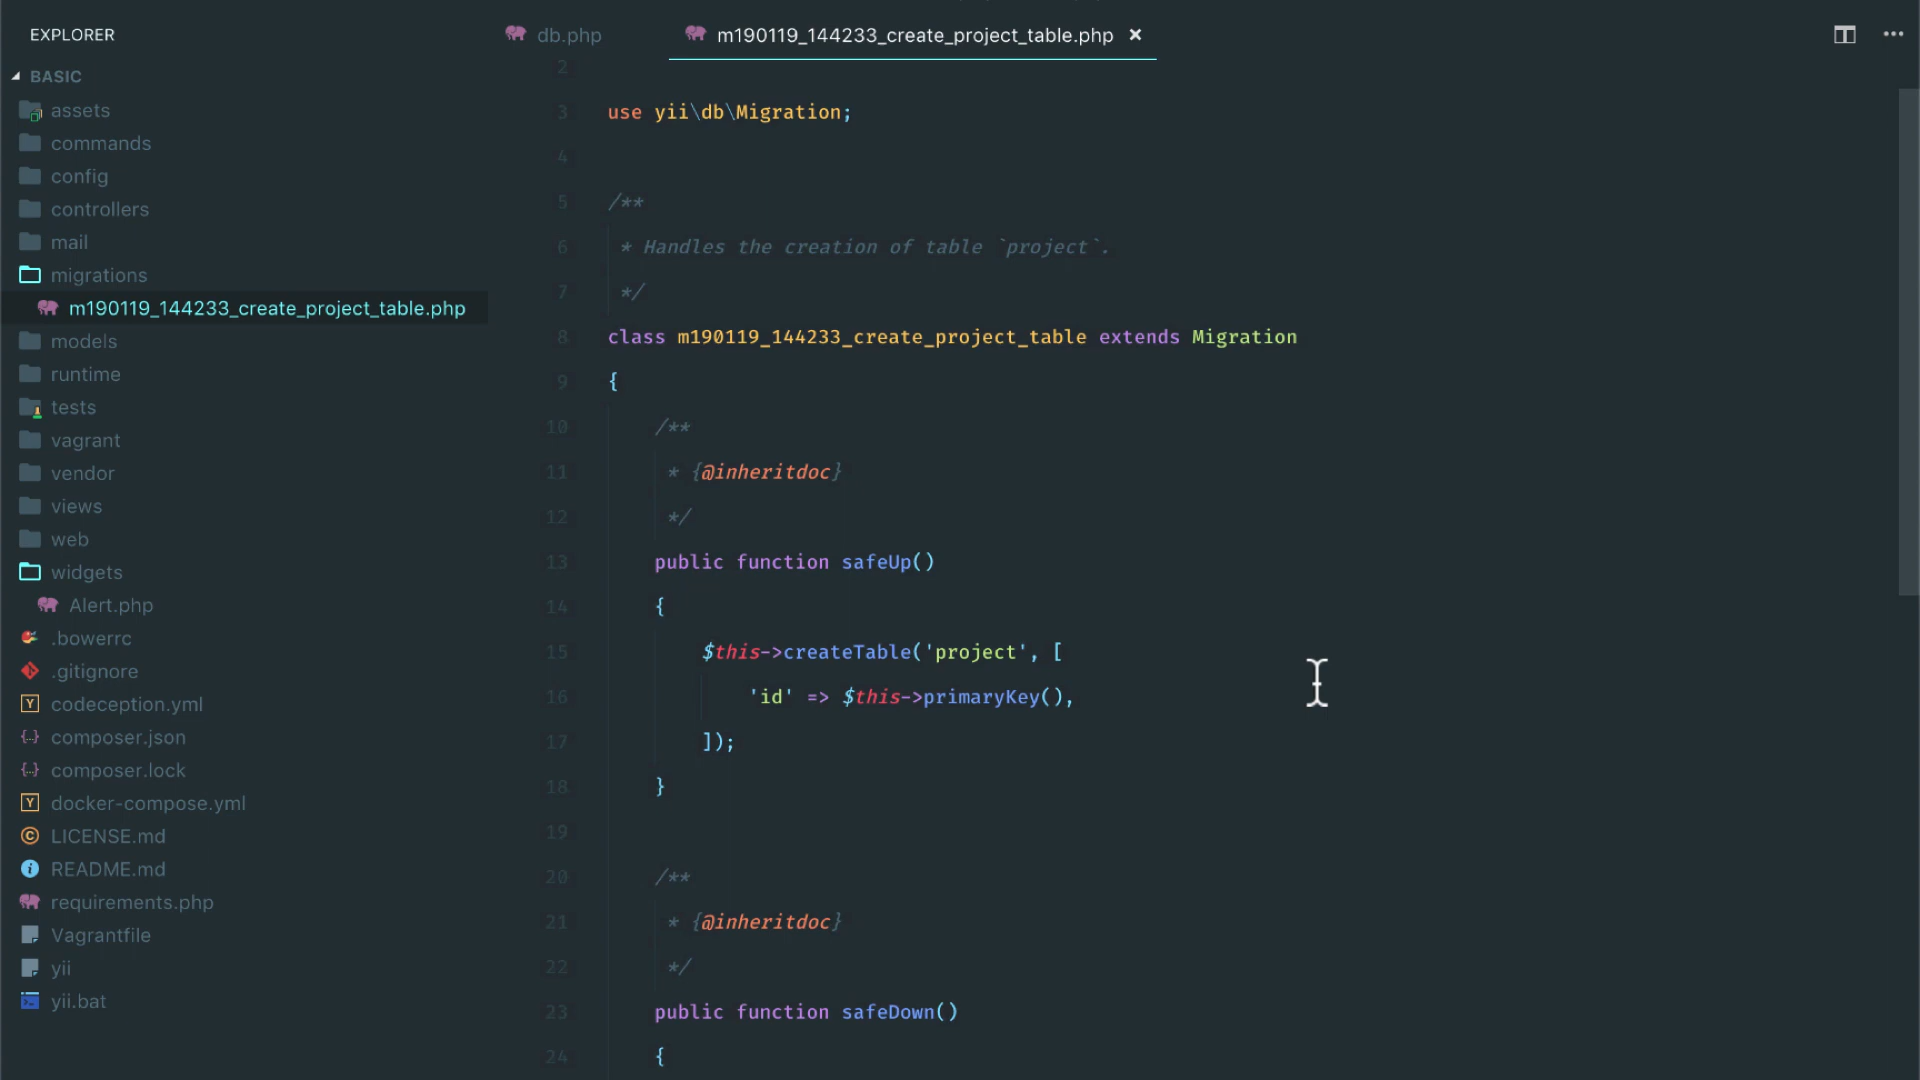 EXPLORER
BASIC
assets
commands
config
controllers
mail
migrations
m190119_144233_create_project_table.php
models
runtime
tests
vagrant
vendor
views
web
widgets
Alert.php
.bowerrc
.gitignore
codeception.yml
composer.json
composer.lock
docker-compose.yml
LICENSE.md
README.md
requirements.php
Vagrantfile
yii
yii.bat
db.php
m190119_144233_create_project_table.php
2
3 use yii\db\Migration;
4
5 /**
6 * Handles the creation of table `project`.
7 */
8 class m190119_144233_create_project_table extends Migration
9 {
10 /**
11 * {@inheritdoc}
12 */
13 public function safeUp()
14 {
15 $this->createTable('project', [
16 'id' => $this->primaryKey(),
17 ]);
18 }
19
20 /**
21 * {@inheritdoc}
22 */
23 public function safeDown()
24 {